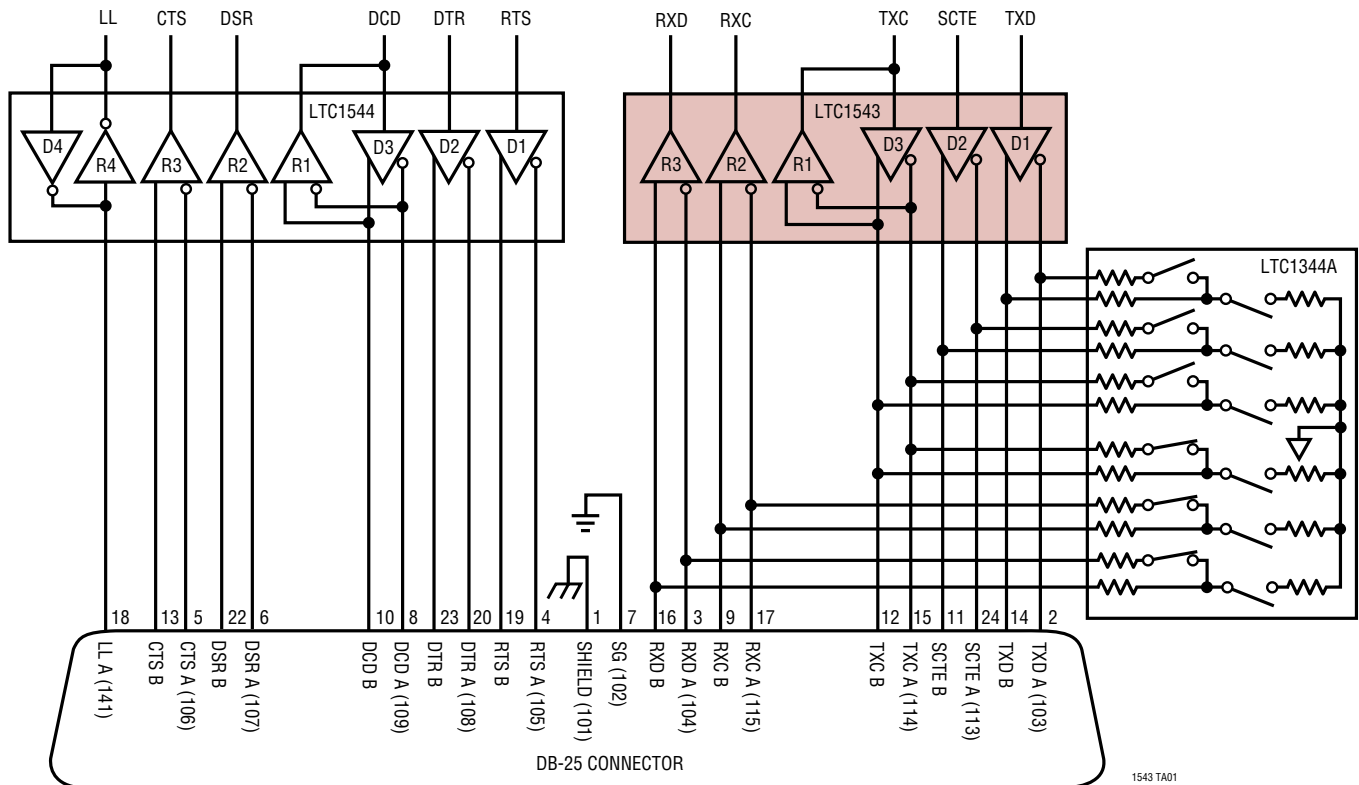 LL CTS DSR DCD DTR RTS RXD RXC TXC SCTE TXD
LTC1544 LTC1543
D4 R4 R3 R2 R1 D3 D2 D1 R3 R2 R1 D3 D2 D1
LTC1344A
18 13 5 22 6 10 8 23 20 19 4 1 7 16 3 9 17 12 15 11 24 14 2
LL A (141)
CTS B
CTS A (106)
DSR B
DSR A (107)
DCD B
DCD A (109)
DTR B
DTR A (108)
RTS B
RTS A (105)
SHIELD (101)
SG (102)
RXD B
RXD A (104)
RXC B
RXC A (115)
TXC B
TXC A (114)
SCTE B
SCTE A (113)
TXD B
TXD A (103)
DB-25 CONNECTOR
1543 TA01